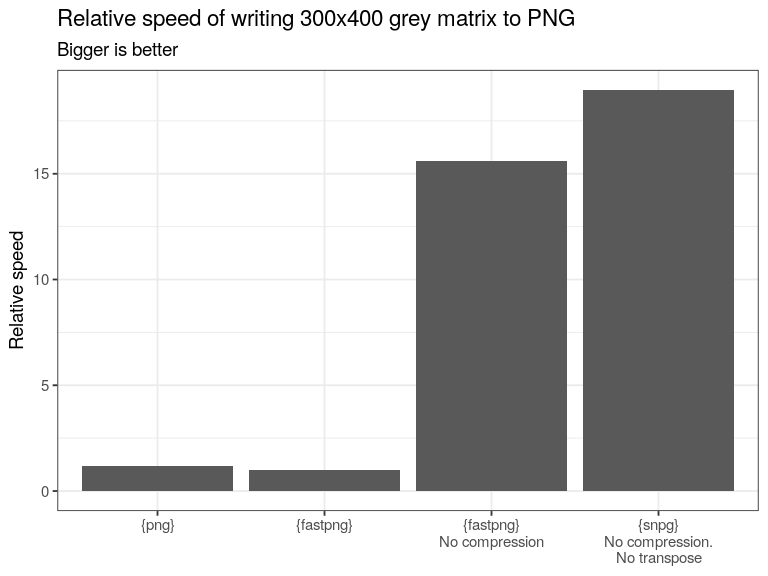 Relative speed of writing 300x400 grey matrix to PNG
Bigger is better
Relative speed
15
10
5
0
{png}
{fastpng}
{fastpng}
No compression
{snpg}
No compression.
No transpose